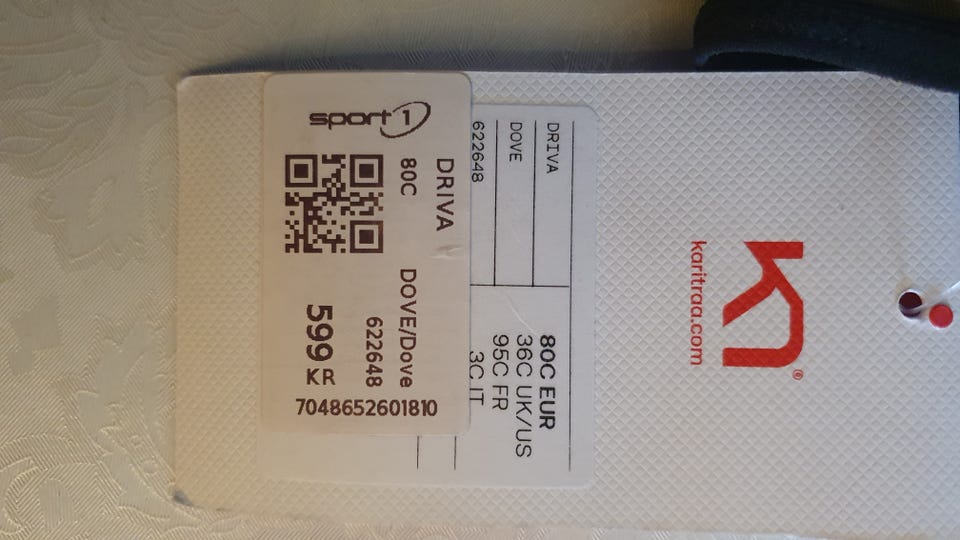 karitraa.com
DRIVA
DOVE
622648
80C EUR
36C UK/US
95C FR
3C IT
sport 1
DRIVA
80C
DOVE/Dove
622648
599 KR
7048652601810